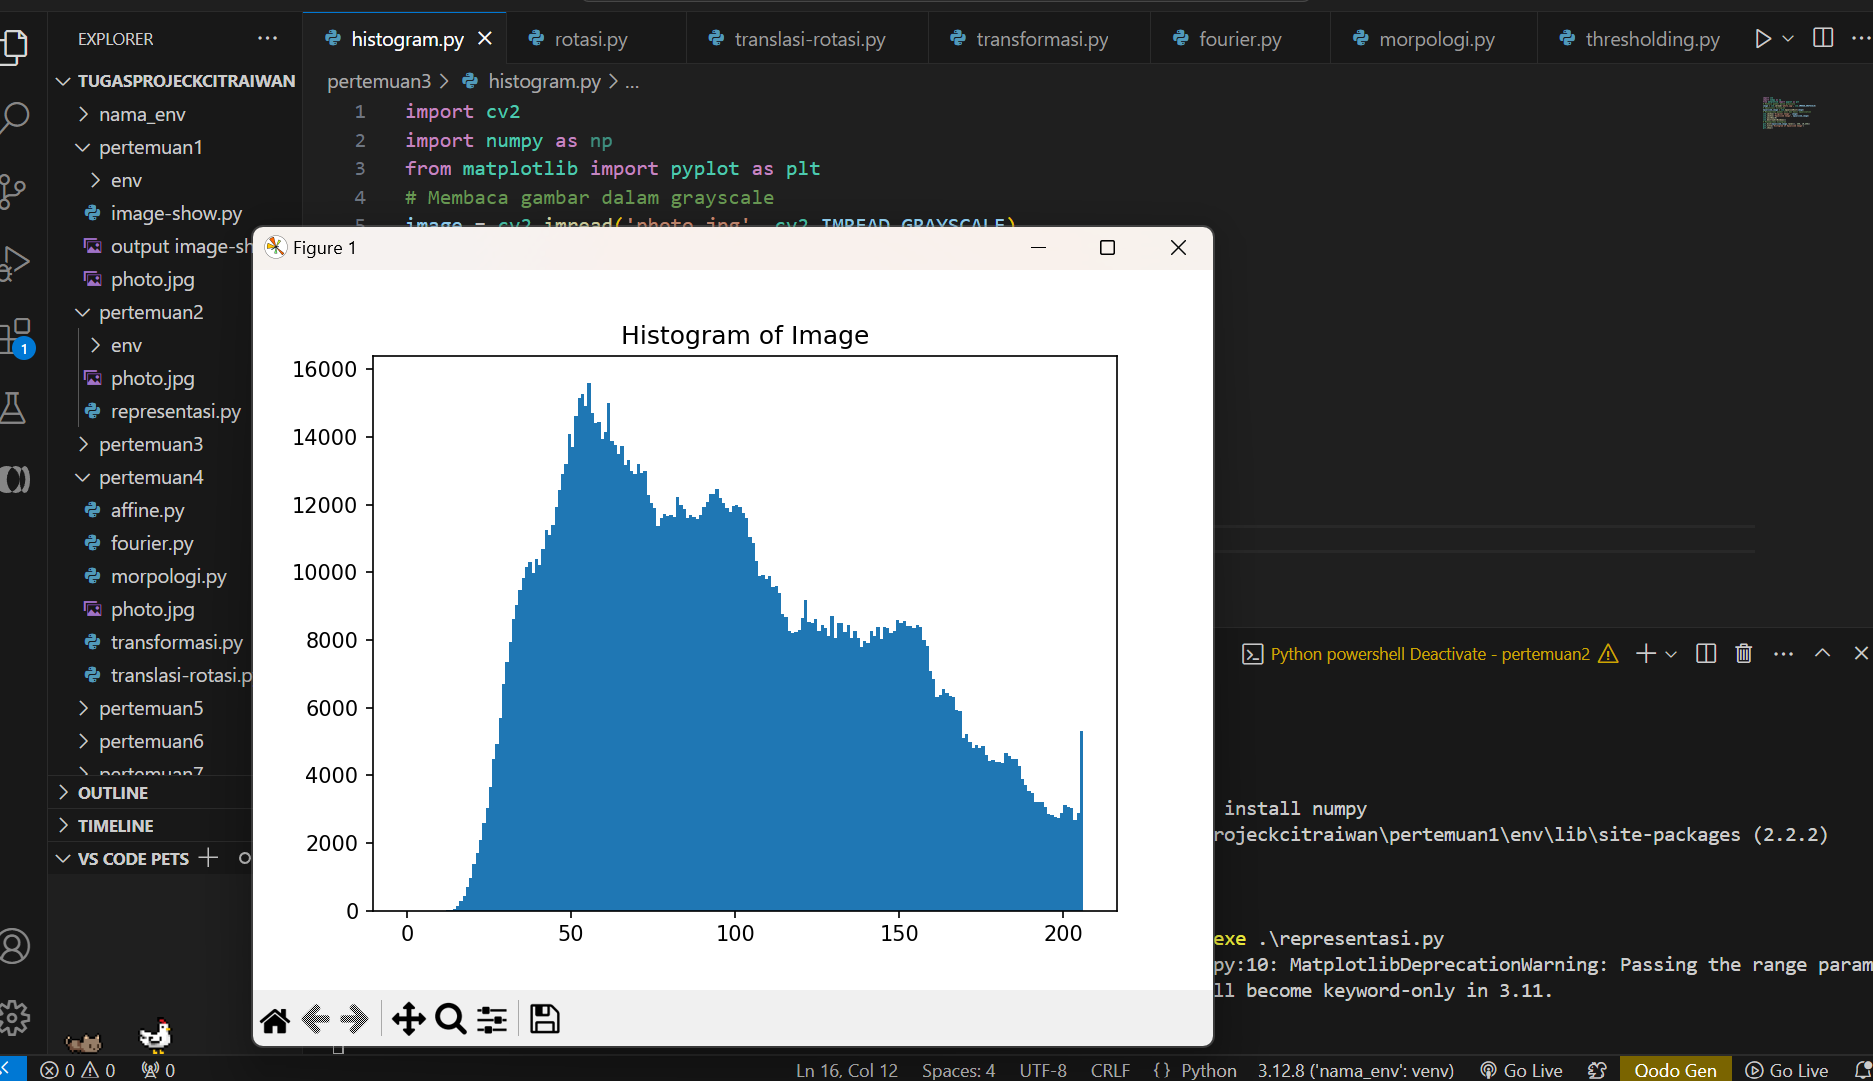 EXPLORER
histogram.py
rotasi.py
translasi-rotasi.py
transformasi.py
fourier.py
morpologi.py
thresholding.py
TUGASPROJECKCITRAIWAN
nama_env
pertemuan1
env
image-show.py
output image-sh
photo.jpg
pertemuan2
env
photo.jpg
representasi.py
pertemuan3
pertemuan4
affine.py
fourier.py
morpologi.py
photo.jpg
transformasi.py
translasi-rotasi.p
pertemuan5
pertemuan6
pertemuan7
OUTLINE
TIMELINE
VS CODE PETS
1
pertemuan3 > histogram.py > ...
1 import cv2
2 import numpy as np
3 from matplotlib import pyplot as plt
4 # Membaca gambar dalam grayscale
5 image = cv2.imread('photo.jpg', cv2.IMREAD_GRAYSCALE)
Figure 1
Histogram of Image
16000
14000
12000
10000
8000
6000
4000
2000
0
0 50 100 150 200
Python powershell Deactivate - pertemuan2
install numpy
rojeckcitraiwan\pertemuan1\env\lib\site-packages (2.2.2)
exe .\representasi.py
py:10: MatplotlibDeprecationWarning: Passing the range param
ll become keyword-only in 3.11.
0 0 0 Ln 16, Col 12 Spaces: 4 UTF-8 CRLF {} Python 3.12.8 ('nama_env': venv) Go Live Qodo Gen Go Live